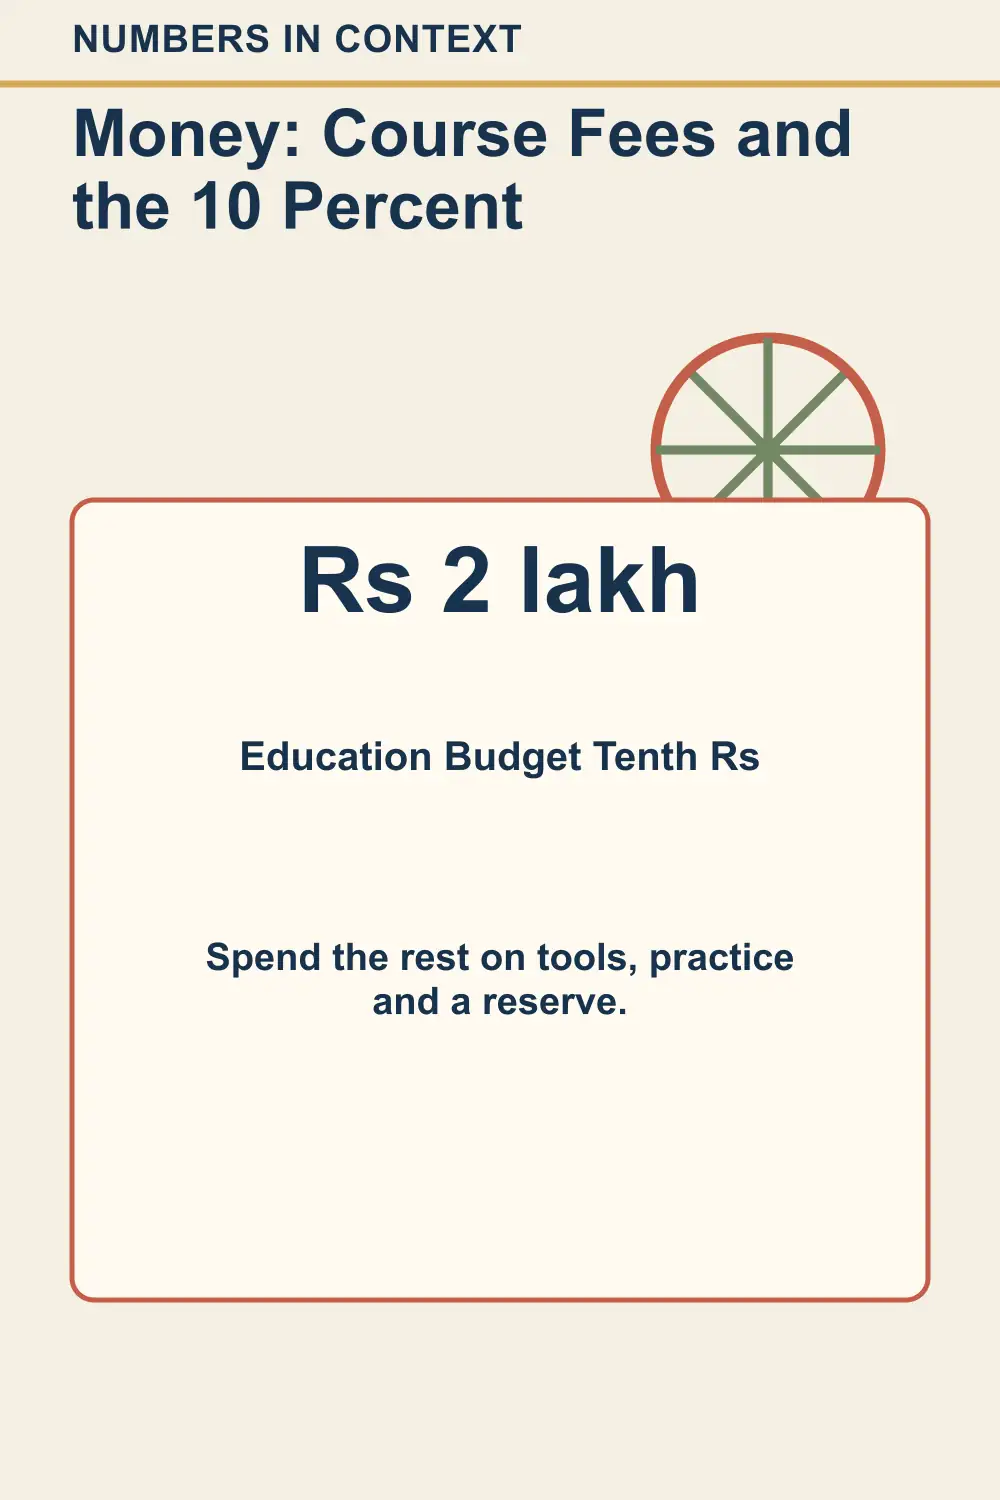 NUMBERS IN CONTEXT
Money: Course Fees and
the 10 Percent
Rs 2 lakh
Education Budget Tenth Rs
Spend the rest on tools, practice
and a reserve.